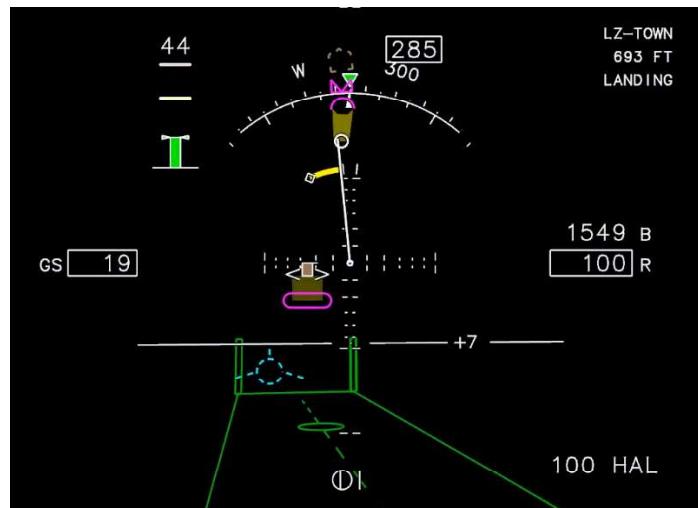 44
285
W
300
LZ-TOWN
693 FT
LANDING
GS 19
1549 B
100 R
+7
100 HAL